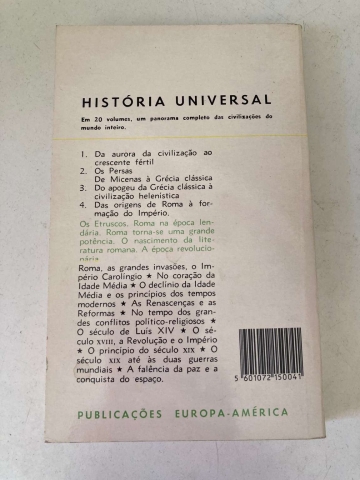 HISTÓRIA UNIVERSAL
Em 20 volumes, um panorama completo das civilizações do
mundo inteiro.
1. Da aurora da civilização ao
crescente fértil
2. Os Persas
De Micenas à Grécia clássica
3. Do apogeu da Grécia clássica à
civilização helenística
4. Das origens de Roma à for-
mação do Império.
Os Etruscos. Roma na época len-
dária. Roma torna-se uma grande
potência. O nascimento da lite-
ratura romana. A época revolucio-
nária
Roma, as grandes invasões, o Im-
pério Carolíngio ★ No coração da
Idade Média ★ O declínio da Idade
Média e os princípios dos tempos
modernos ★ As Renascenças e as
Reformas ★ No tempo dos gran-
des conflitos político-religiosos ★
O século de Luís XIV ★ O sé-
culo XVIII, a Revolução e o Império
★ O princípio do século XIX ★ O
século XIX até às duas guerras
mundiais ★ A falência da paz e a
conquista do espaço.
5 601072 150041
PUBLICAÇÕES EUROPA-AMÉRICA